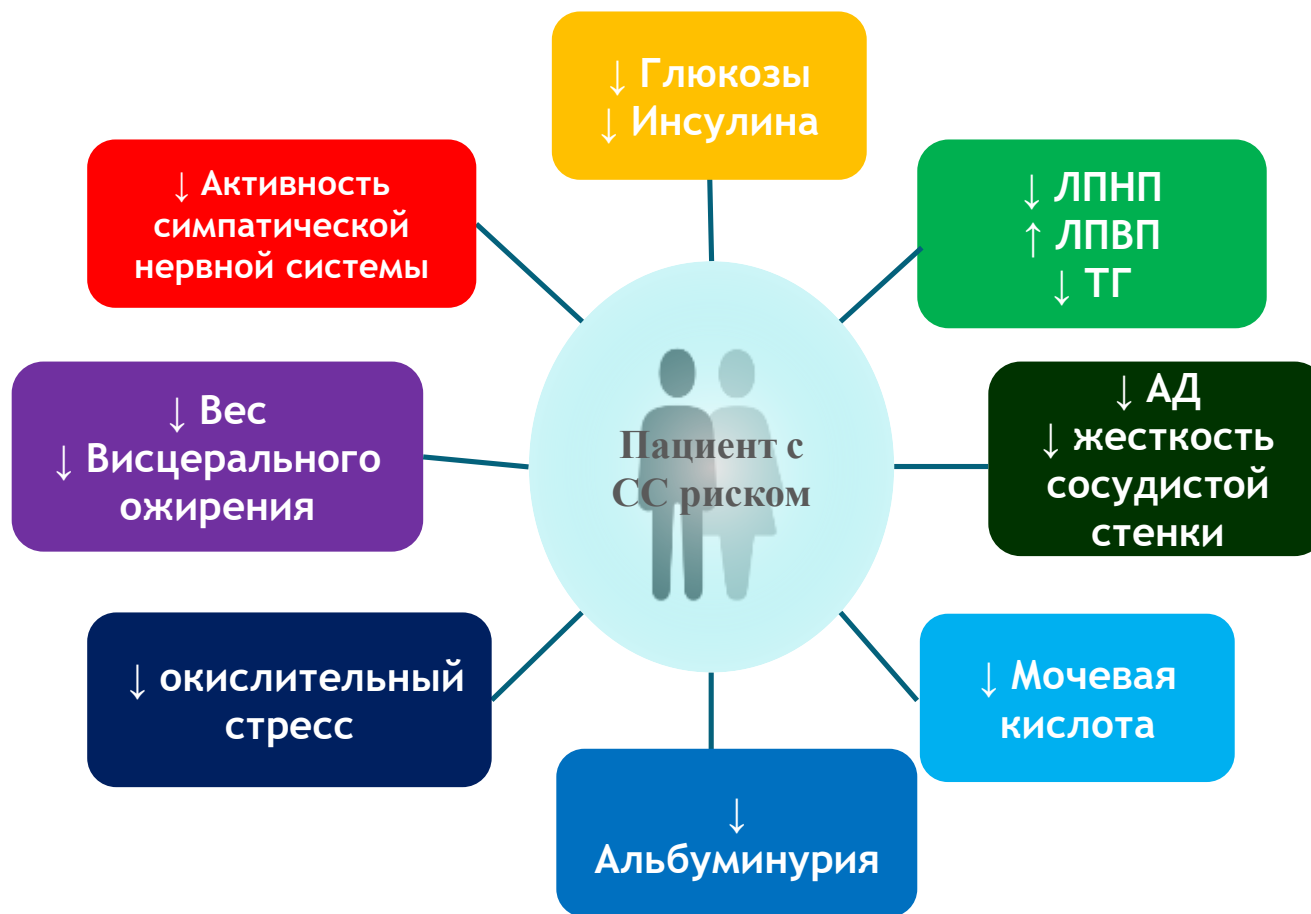 ↓ Глюкозы
↓ Инсулина
↓ Активность
симпатической
нервной системы
↓ ЛПНП
↑ ЛПВП
↓ ТГ
↓ Вес
↓ Висцерального
ожирения
Пациент с
СС риском
↓ АД
↓ жесткость
сосудистой
стенки
↓ окислительный
стресс
↓ Мочевая
кислота
↓
Альбуминурия